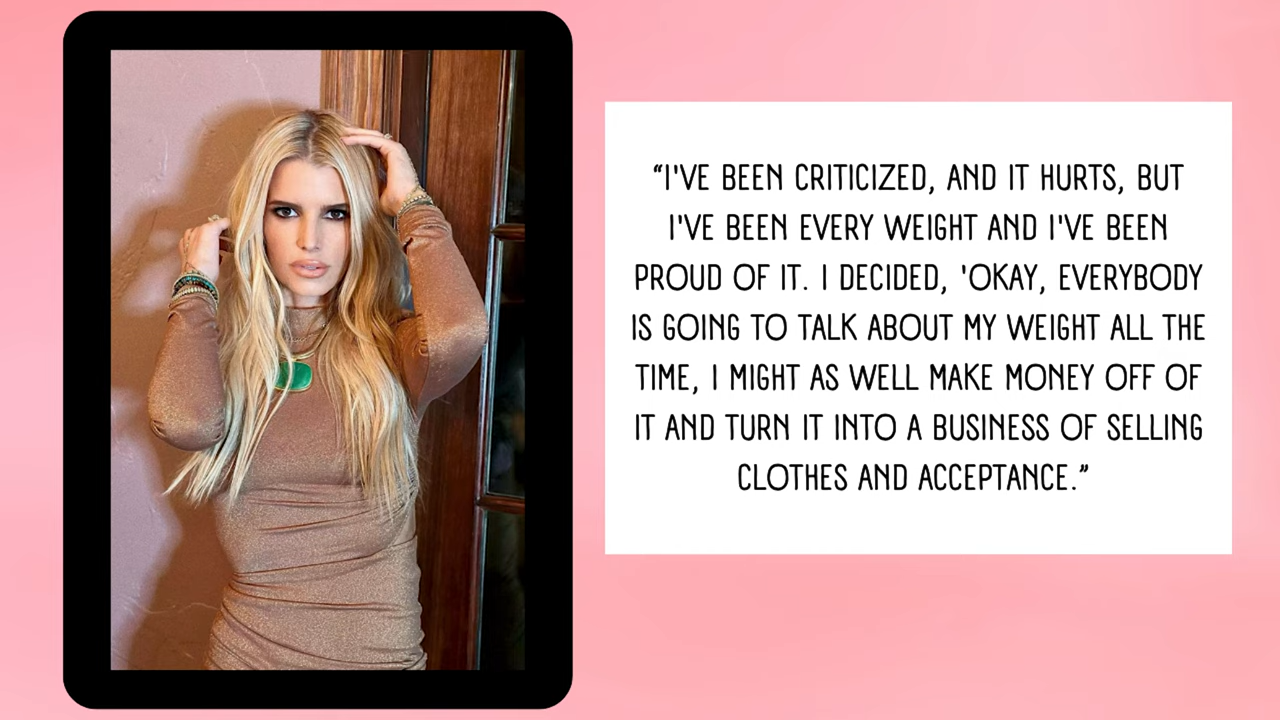 “I'VE BEEN CRITICIZED, AND IT HURTS, BUT
I'VE BEEN EVERY WEIGHT AND I'VE BEEN
PROUD OF IT. I DECIDED, 'OKAY, EVERYBODY
IS GOING TO TALK ABOUT MY WEIGHT ALL THE
TIME, I MIGHT AS WELL MAKE MONEY OFF OF
IT AND TURN IT INTO A BUSINESS OF SELLING
CLOTHES AND ACCEPTANCE.”